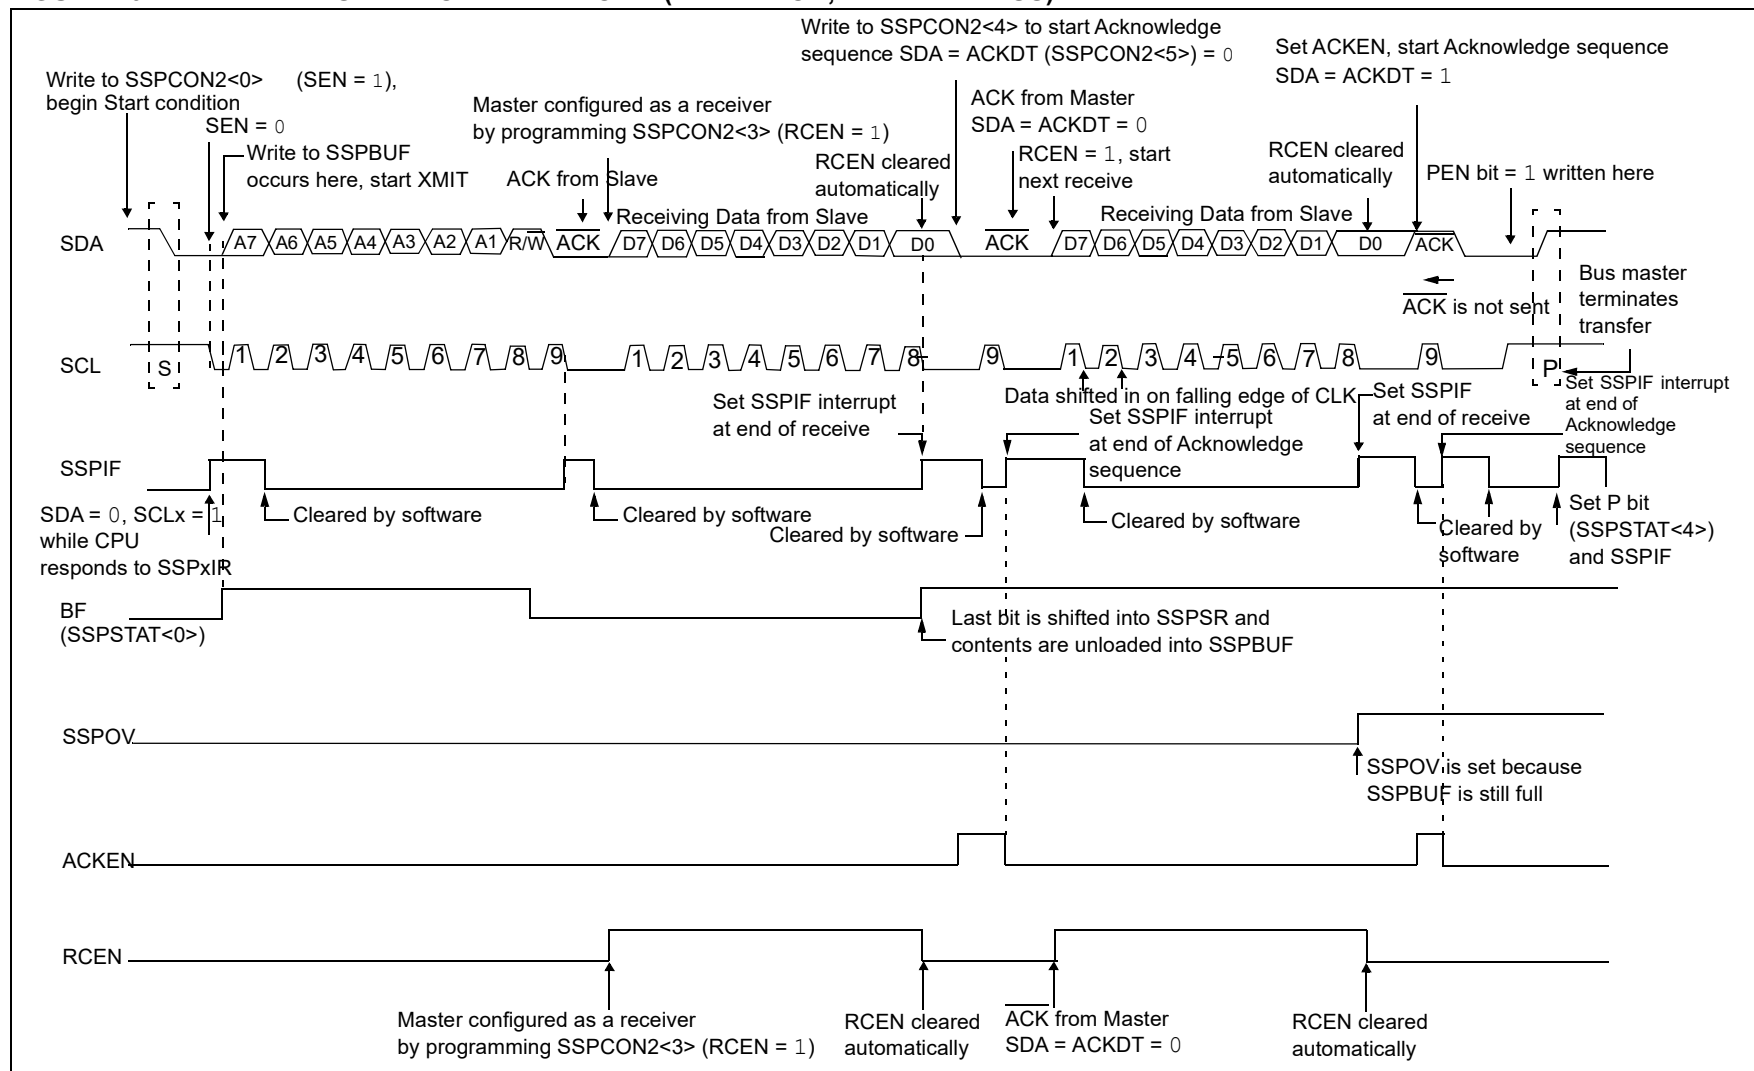 Write to SSPCON2<4> to start Acknowledge
sequence SDA = ACKDT (SSPCON2<5>) = 0
Set ACKEN, start Acknowledge sequence
SDA = ACKDT = 1
Write to SSPCON2<0> (SEN = 1),
begin Start condition
SEN = 0
Write to SSPBUF
occurs here, start XMIT
Master configured as a receiver
by programming SSPCON2<3> (RCEN = 1)
ACK from Slave
RCEN cleared
automatically
ACK from Master
SDA = ACKDT = 0
RCEN = 1, start
next receive
RCEN cleared
automatically
PEN bit = 1 written here
Receiving Data from Slave
Receiving Data from Slave
SDA
A7 A6 A5 A4 A3 A2 A1 R/W ACK D7 D6 D5 D4 D3 D2 D1 D0 ACK D7 D6 D5 D4 D3 D2 D1 D0 ACK
ACK is not sent
Bus master
terminates
transfer
SCL
S 1 2 3 4 5 6 7 8 9 1 2 3 4 5 6 7 8 9 1 2 3 4 5 6 7 8 9 P
Data shifted in on falling edge of CLK
Set SSPIF interrupt
at end of receive
Set SSPIF interrupt
at end of Acknowledge
sequence
Set SSPIF
at end of receive
Set SSPIF interrupt
at end of
Acknowledge
sequence
SSPIF
SDA = 0, SCLx = 1
while CPU
responds to SSPxIR
Cleared by software
Cleared by software
Cleared by software
Cleared by software
Cleared by
software
Set P bit
(SSPSTAT<4>)
and SSPIF
BF
(SSPSTAT<0>)
Last bit is shifted into SSPSR and
contents are unloaded into SSPBUF
SSPOV
SSPOV is set because
SSPBUF is still full
ACKEN
RCEN
Master configured as a receiver
by programming SSPCON2<3> (RCEN = 1)
RCEN cleared
automatically
ACK from Master
SDA = ACKDT = 0
RCEN cleared
automatically